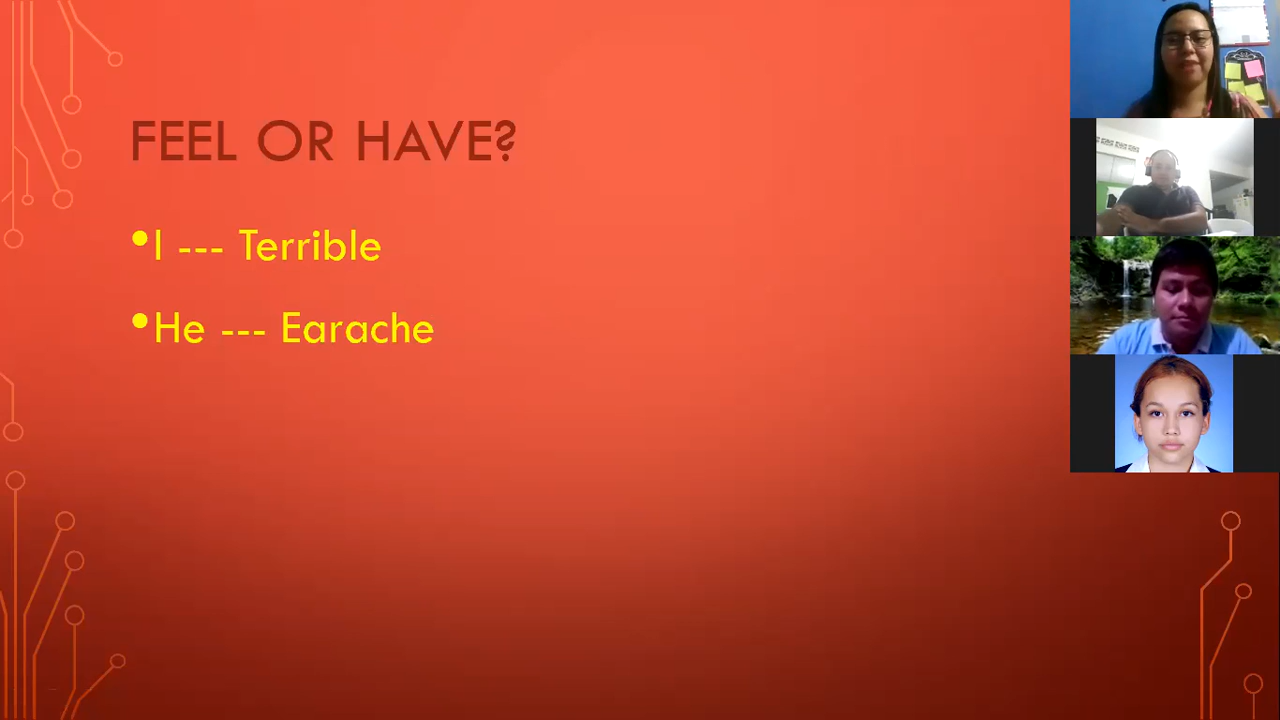 FEEL OR HAVE?
•I --- Terrible
•He --- Earache